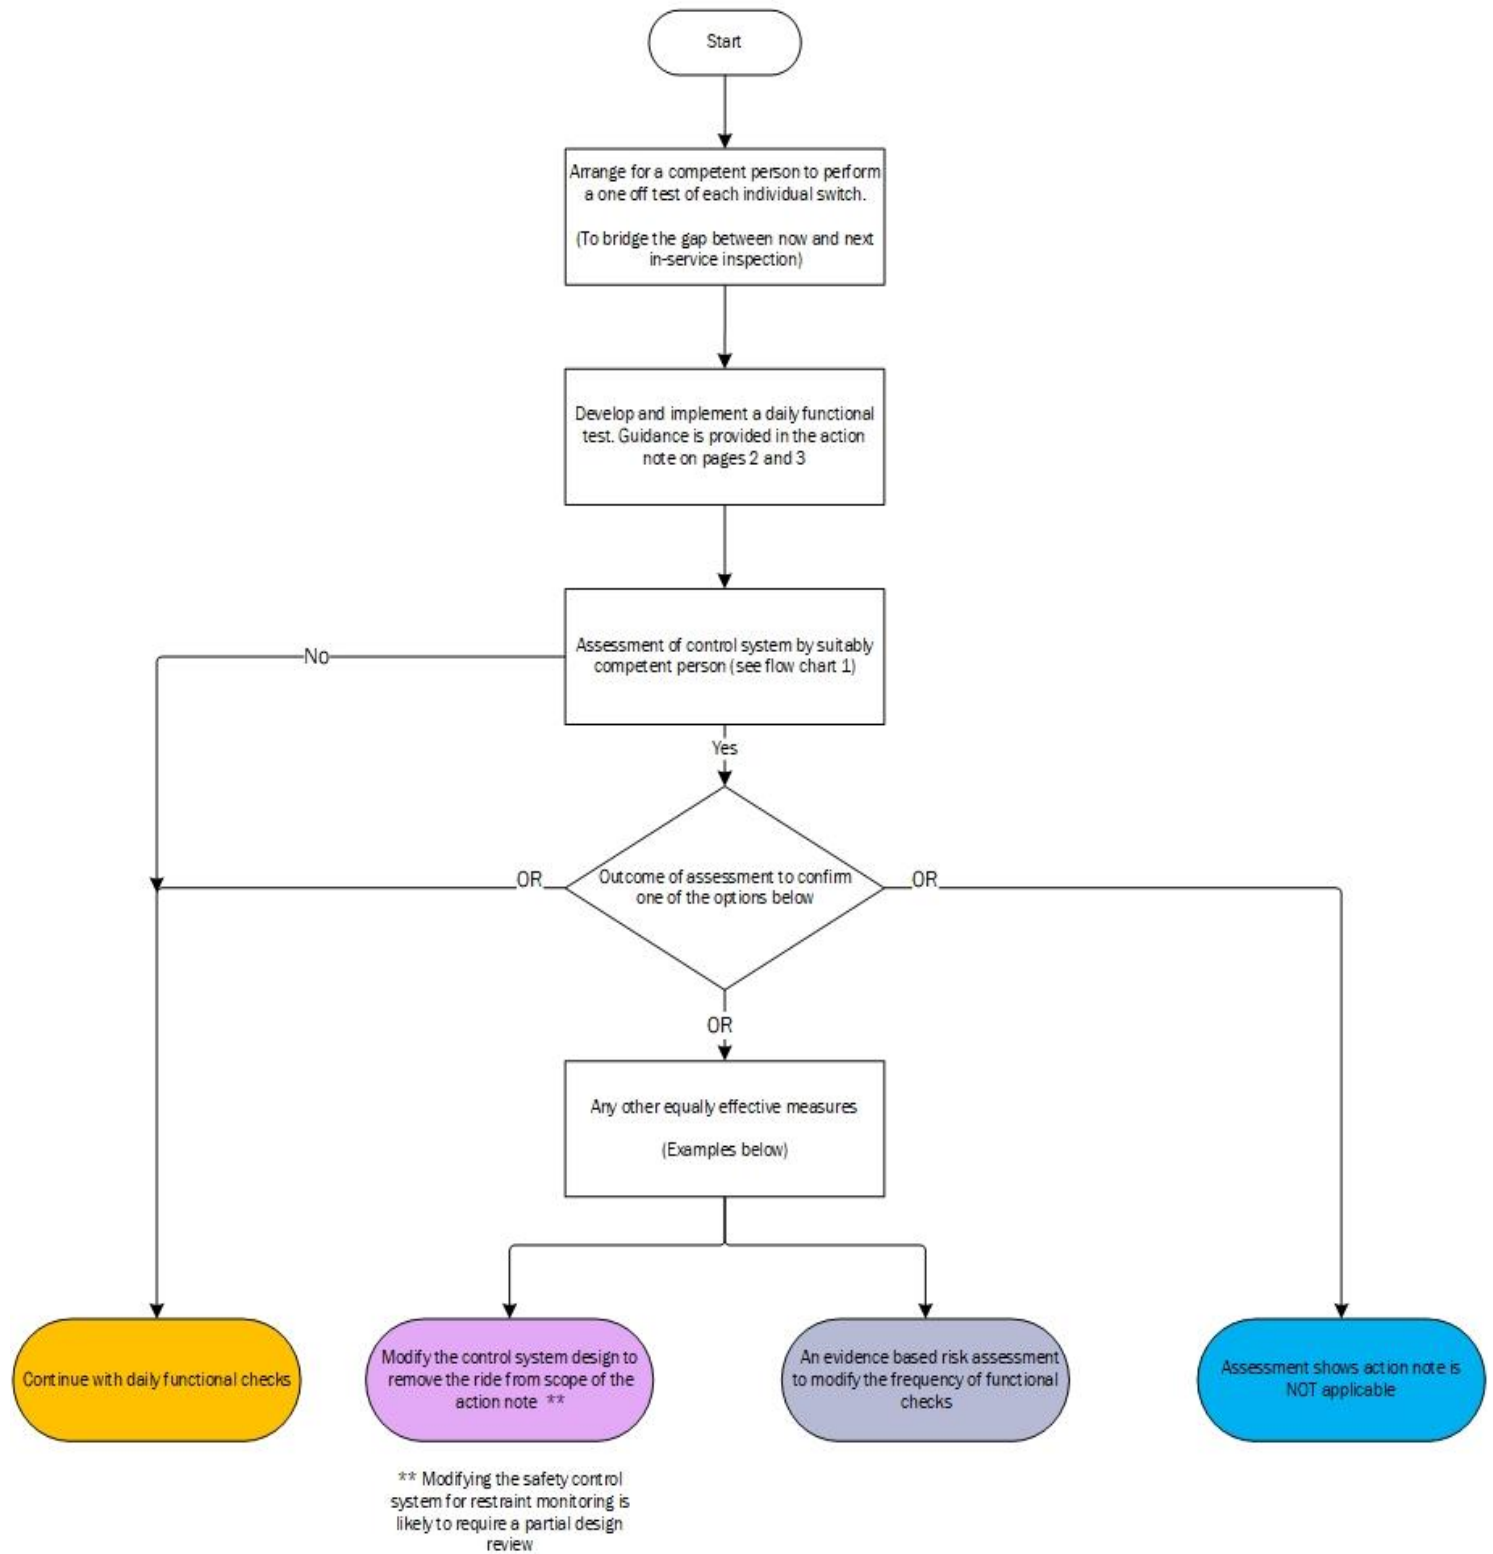 Start
Arrange for a competent person to perform
a one off test of each individual switch.
(To bridge the gap between now and next
in-service inspection)
Develop and implement a daily functional
test. Guidance is provided in the action
note on pages 2 and 3
Assessment of control system by suitably
competent person (see flow chart 1)
No
Yes
Outcome of assessment to confirm
one of the options below
OR
OR
OR
Any other equally effective measures
(Examples below)
Continue with daily functional checks
Modify the control system design to
remove the ride from scope of the
action note **
An evidence based risk assessment
to modify the frequency of functional
checks
Assessment shows action note is
NOT applicable
** Modifying the safety control
system for restraint monitoring is
likely to require a partial design
review